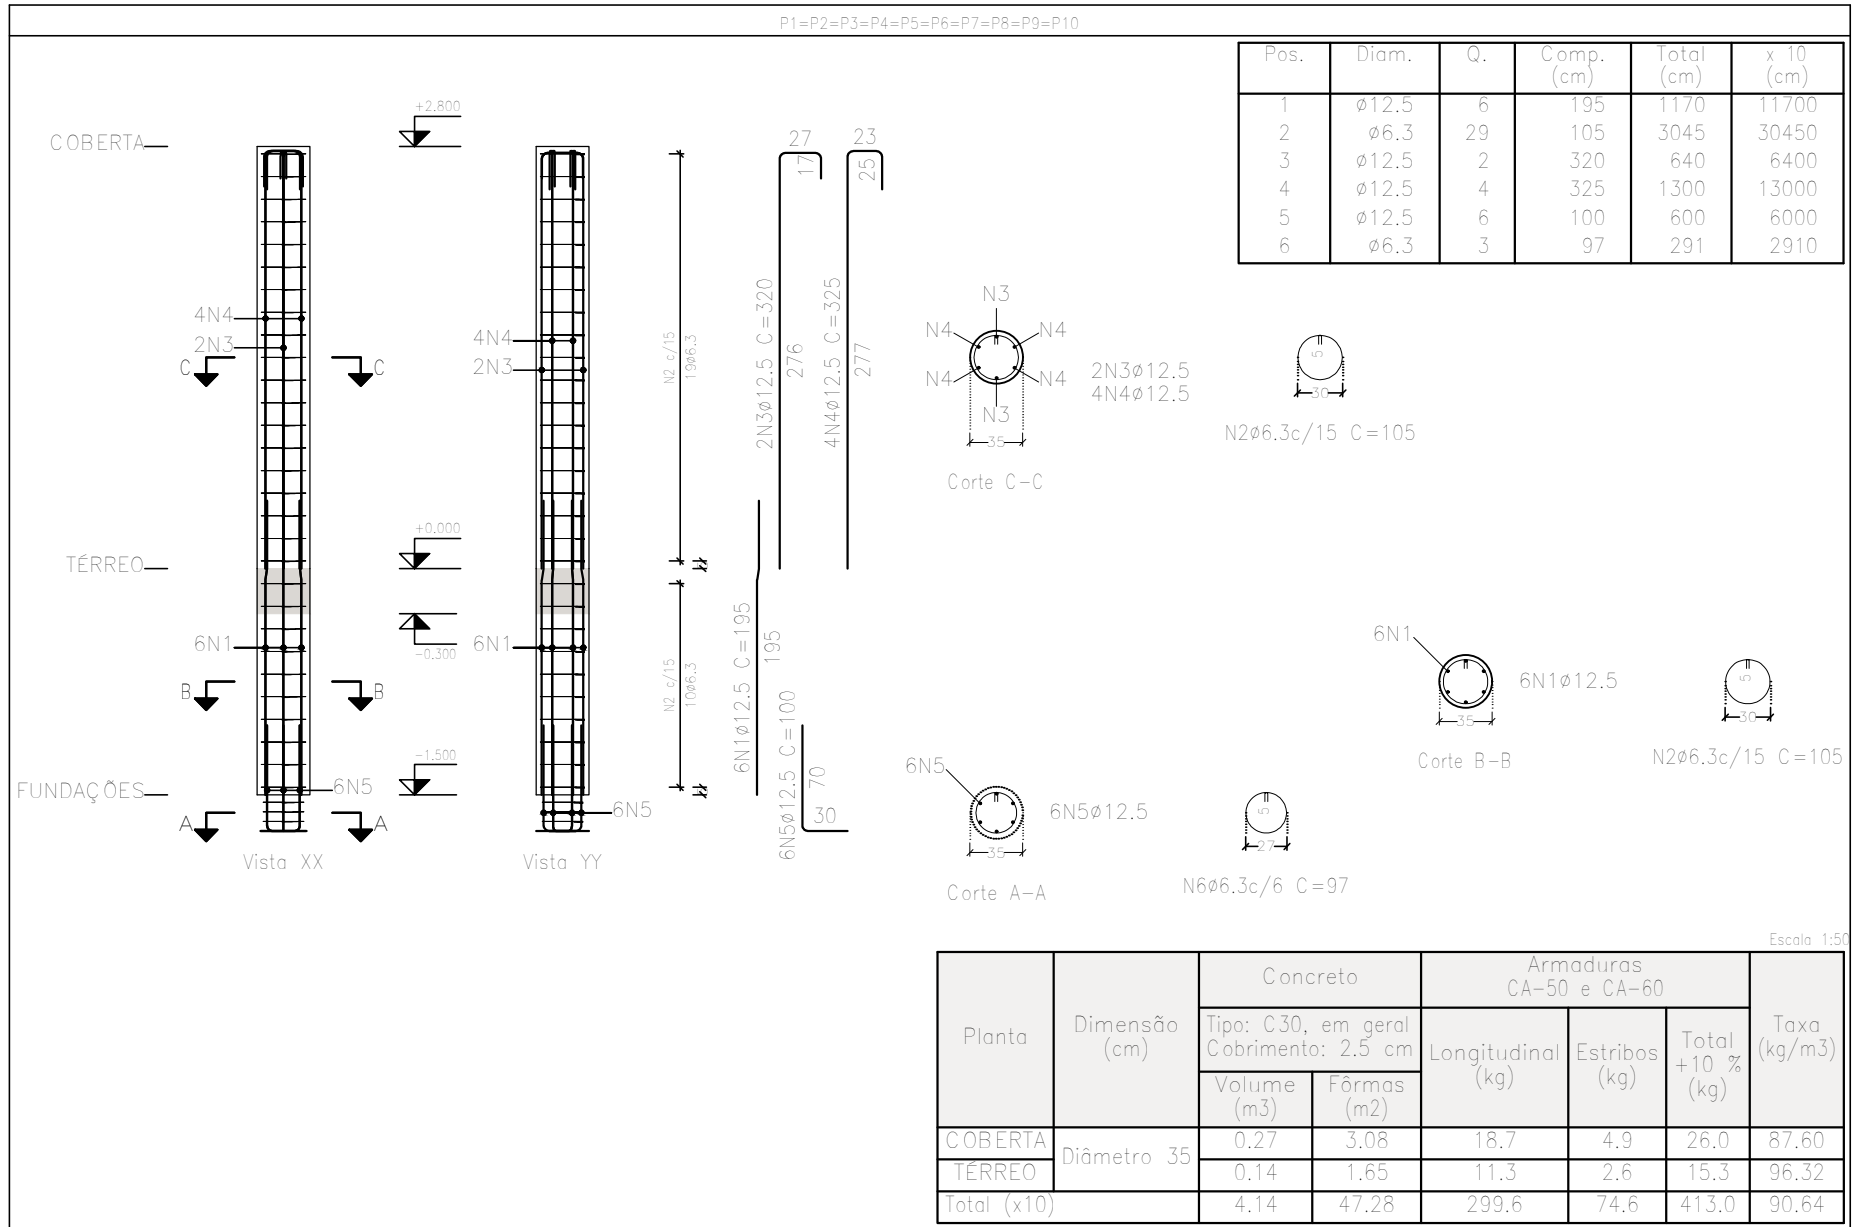 P1=P2=P3=P4=P5=P6=P7=P8=P9=P10
Pos. Diam. Q. Comp. (cm) Total (cm) x 10 (cm)
1 ø12.5 6 195 1170 11700
2 ø6.3 29 105 3045 30450
3 ø12.5 2 320 640 6400
4 ø12.5 4 325 1300 13000
5 ø12.5 6 100 600 6000
6 ø6.3 3 97 291 2910
COBERTA
+2.800
4N4
2N3
C C
TÉRREO
+0.000
6N1
-0.300
B B
FUNDAÇÕES
-1.500
6N5
A A
Vista XX
4N4
2N3
6N1
6N5
Vista YY
N2 c/15
19ø6.3
N2 c/15
10ø6.3
27
17
2N3ø12.5 C=320
276
23
25
4N4ø12.5 C=325
277
6N1ø12.5 C=195
195
6N5ø12.5 C=100
70
30
N3
N4 N4
N4 N4
N3
35
2N3ø12.5
4N4ø12.5
Corte C-C
5
30
N2ø6.3c/15 C=105
6N1
35
6N1ø12.5
Corte B-B
5
30
N2ø6.3c/15 C=105
6N5
35
6N5ø12.5
Corte A-A
5
27
N6ø6.3c/6 C=97
Escala 1:50
Planta
Dimensão
(cm)
Concreto
Tipo: C30, em geral
Cobrimento: 2.5 cm
Volume
(m3)
Fôrmas
(m2)
Armaduras
CA-50 e CA-60
Longitudinal
(kg)
Estribos
(kg)
Total
+10 %
(kg)
Taxa
(kg/m3)
COBERTA Diâmetro 35 0.27 3.08 18.7 4.9 26.0 87.60
TÉRREO 0.14 1.65 11.3 2.6 15.3 96.32
Total (x10) 4.14 47.28 299.6 74.6 413.0 90.64